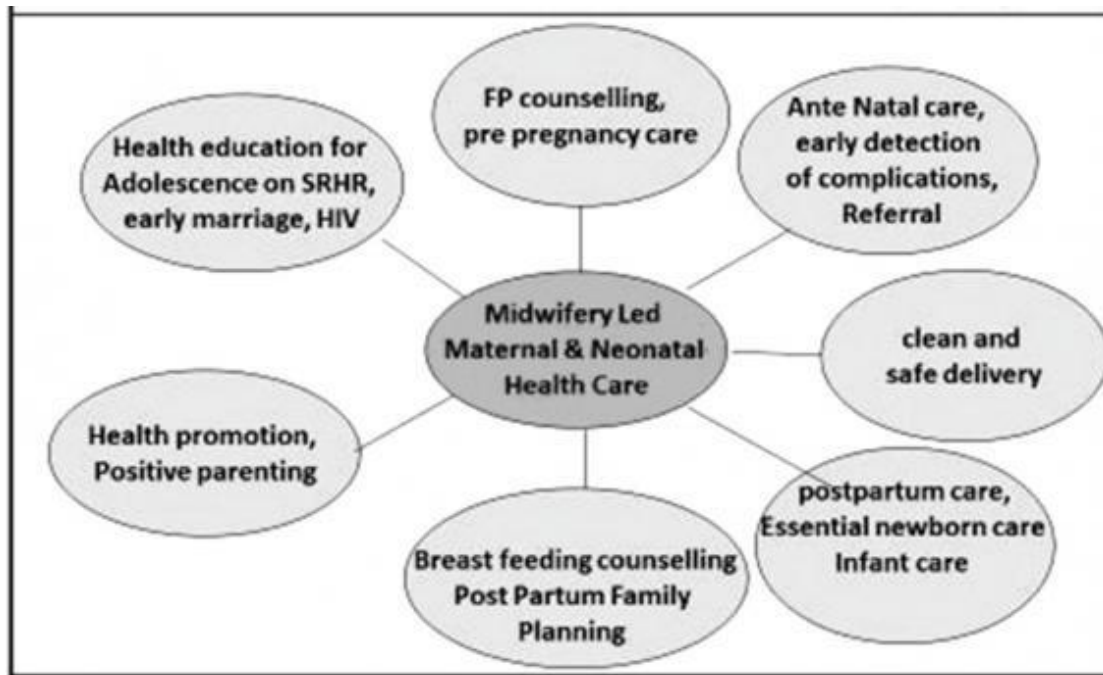 FP counselling,
pre pregnancy care
Ante Natal care,
early detection
of complications,
Referral
Health education for
Adolescence on SRHR,
early marriage, HIV
Midwifery Led
Maternal & Neonatal
Health Care
clean and
safe delivery
Health promotion,
Positive parenting
postpartum care,
Essential newborn care
Infant care
Breast feeding counselling
Post Partum Family
Planning